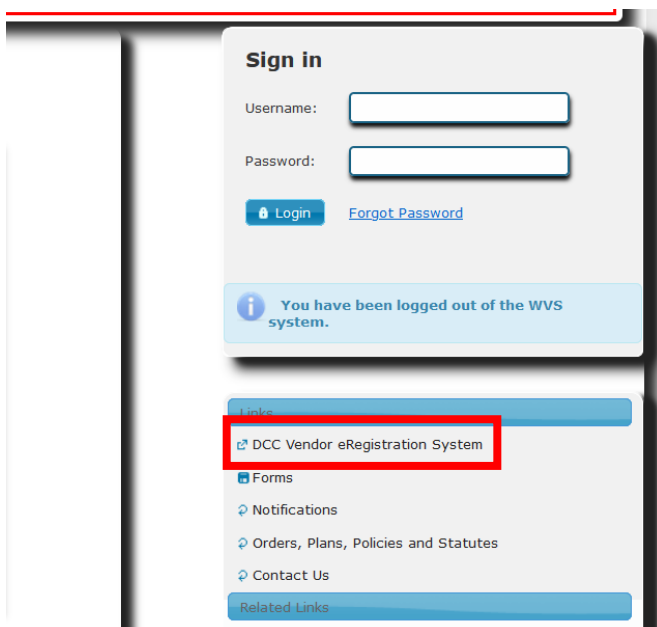 Sign in
Username:
Password:
Login Forgot Password
You have been logged out of the WVS
system.
Links
DCC Vendor eRegistration System
Forms
Notifications
Orders, Plans, Policies and Statutes
Contact Us
Related Links